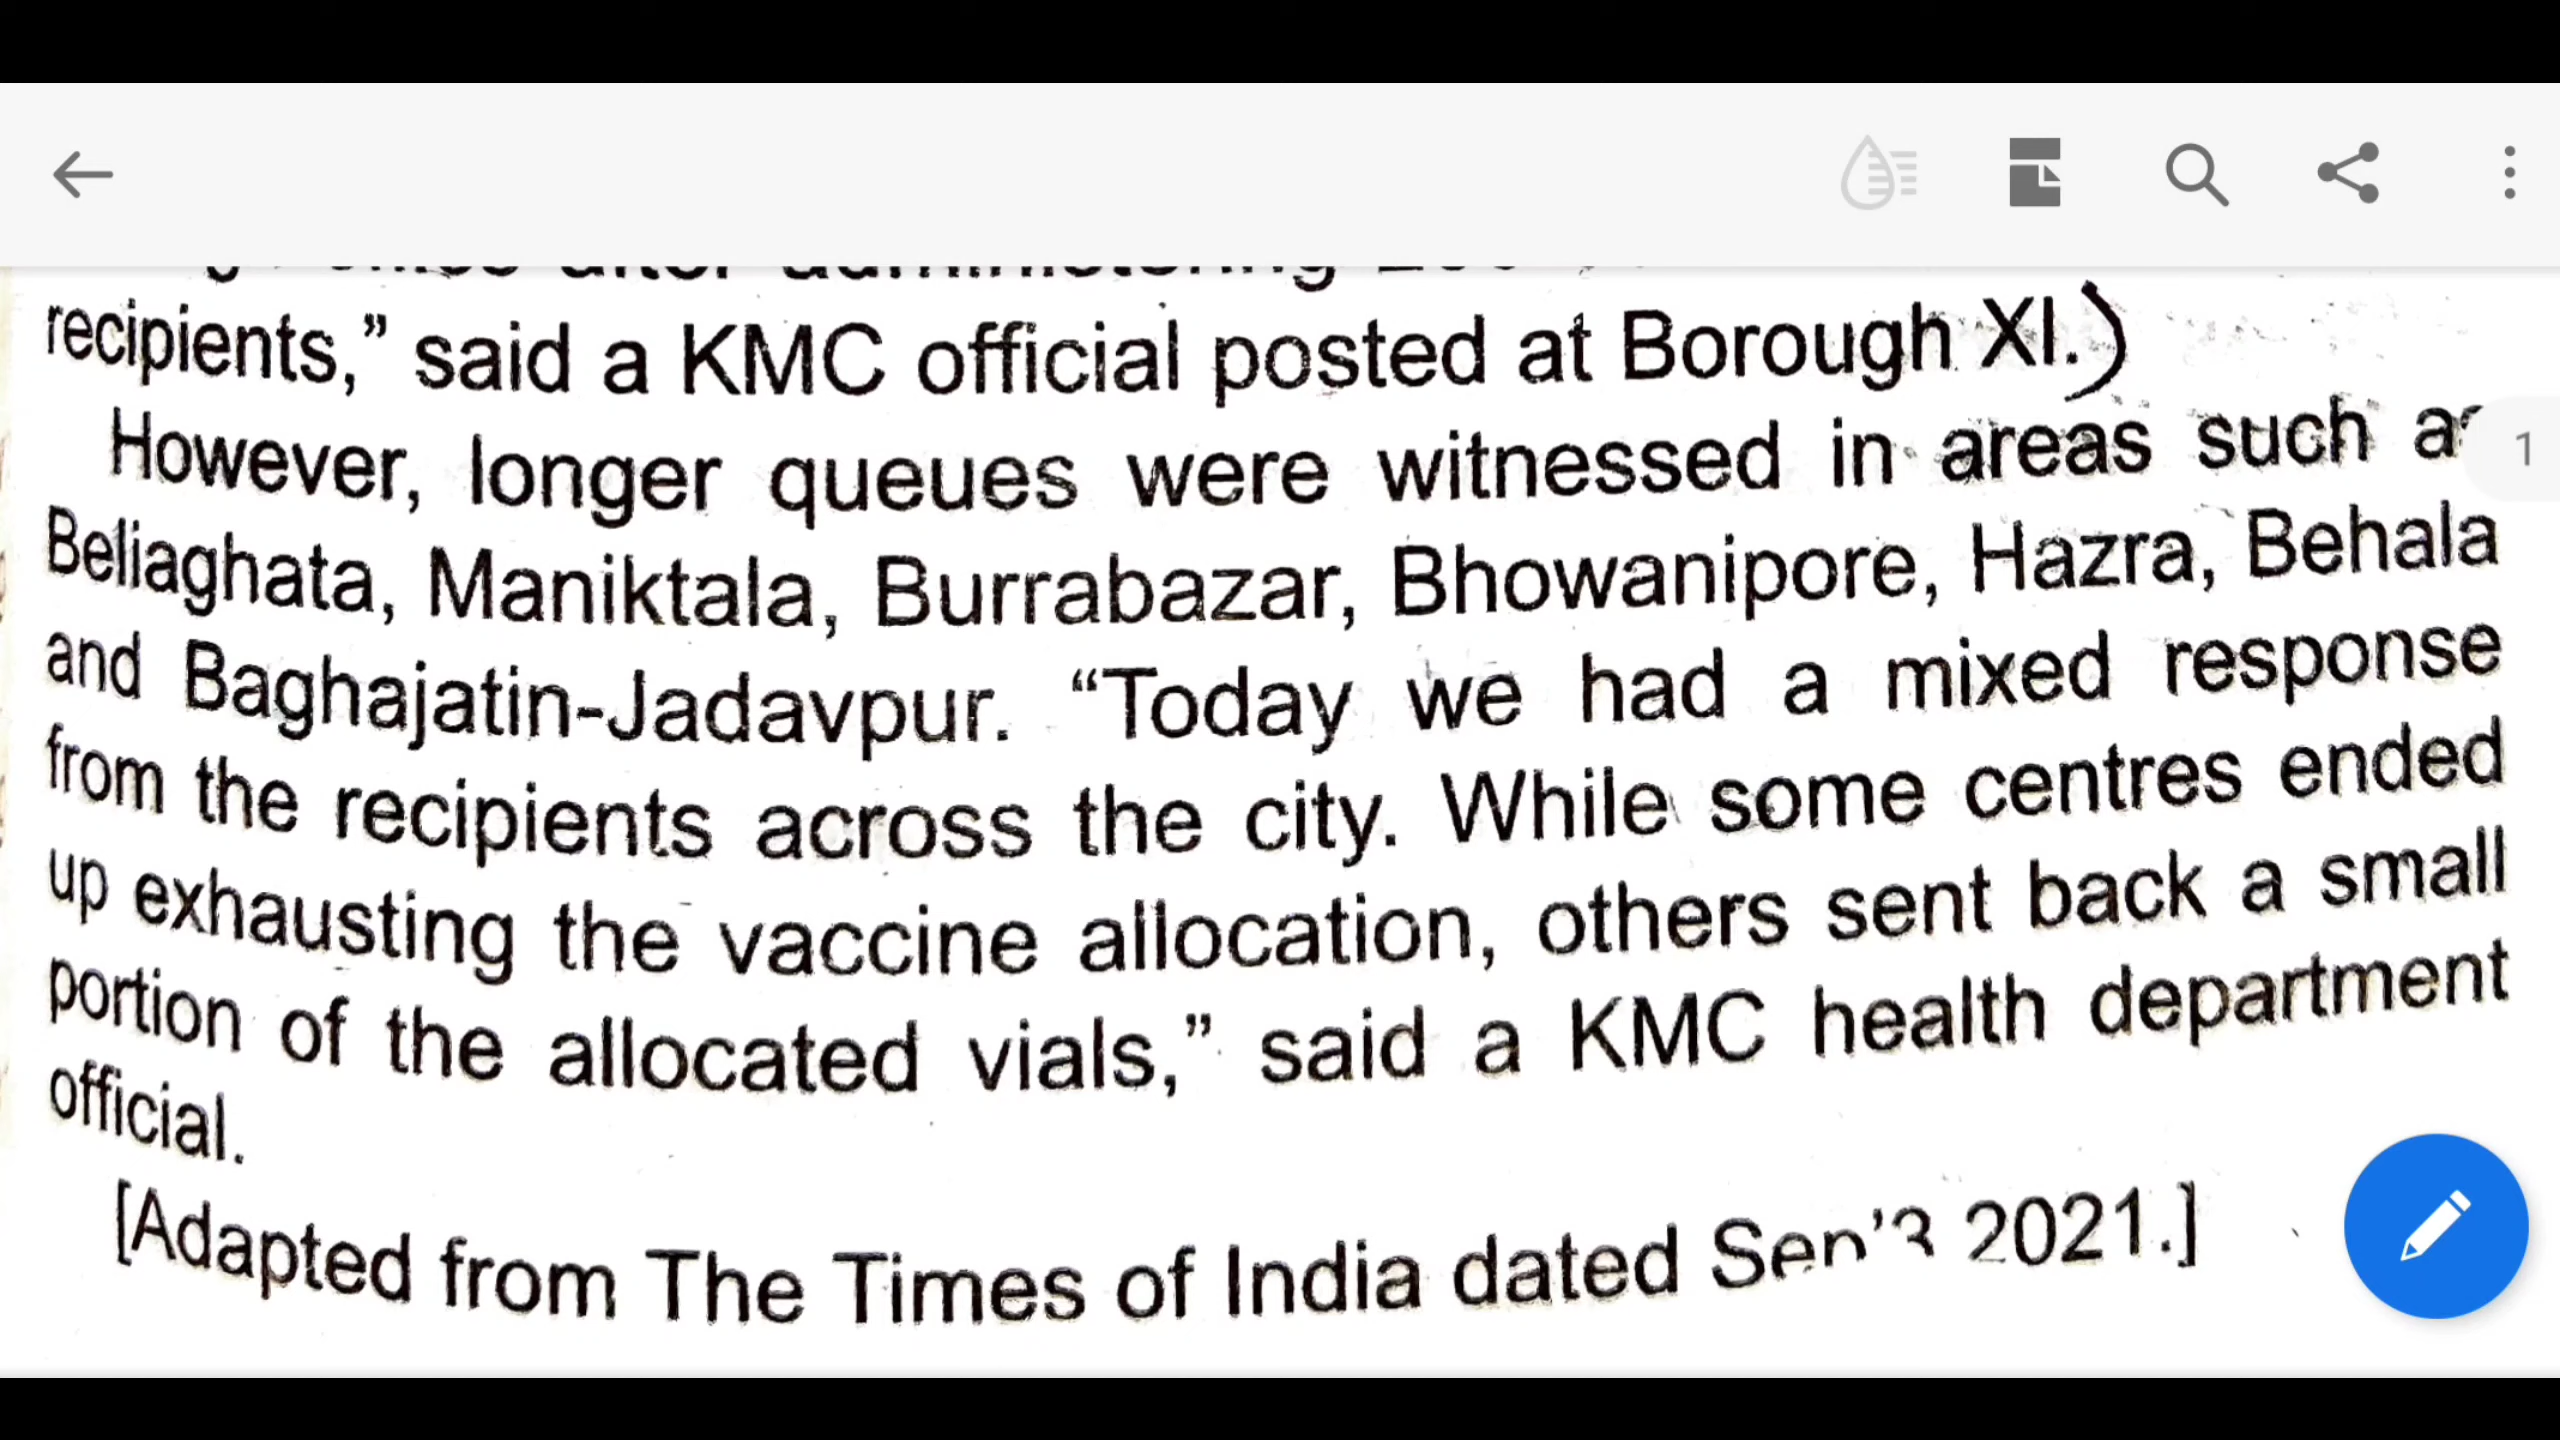 after administering
recipients,” said a KMC official posted at Borough XI.)
However, longer queues were witnessed in areas such
1
Beliaghata, Maniktala, Burrabazar, Bhowanipore, Hazra, Behala
and Baghajatin-Jadavpur. “Today we had a mixed response
from the recipients across the city. While some centres ended
up exhausting the vaccine allocation, others sent back a small
portion of the allocated vials,” said a KMC health department
official.
[Adapted from The Times of India dated 2021.]